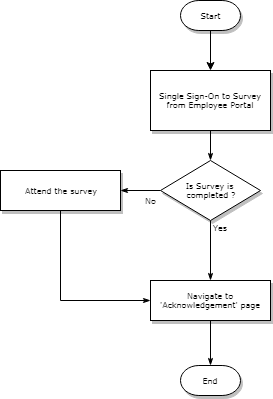 Start
Single Sign-On to Survey
from Employee Portal
Is Survey is
completed ?
Attend the survey
No
Yes
Navigate to
'Acknowledgement' page
End